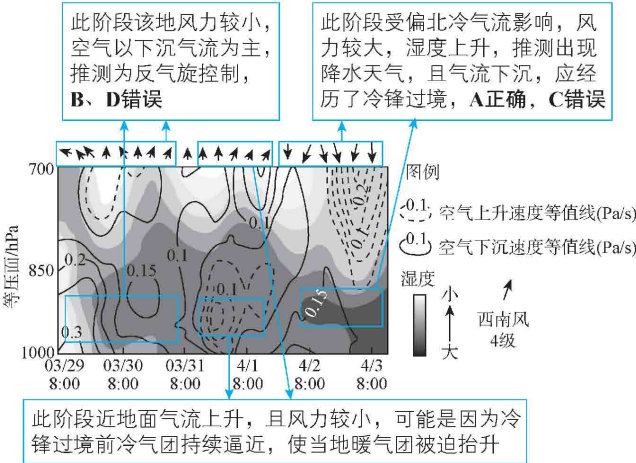 此阶段该地风力较小，
空气以下沉气流为主，
推测为反气旋控制，
B、D错误
此阶段受偏北冷气流影响，风
力较大，湿度上升，推测出现
降水天气，且气流下沉，应经
历了冷锋过境，A正确，C错误
700
850
1000
等压面/hPa
0.2
0.3
0.15
0.1
0.1
0.1
0.1
0.2
0.1
0.15
03/29 03/30 03/31 4/1 4/2 4/3
8:00 8:00 8:00 8:00 8:00 8:00
图例
0.1 空气上升速度等值线(Pa/s)
0.1 空气下沉速度等值线(Pa/s)
湿度
小
大
西南风
4级
此阶段近地面气流上升，且风力较小，可能是因为冷
锋过境前冷气团持续逼近，使当地暖气团被迫抬升